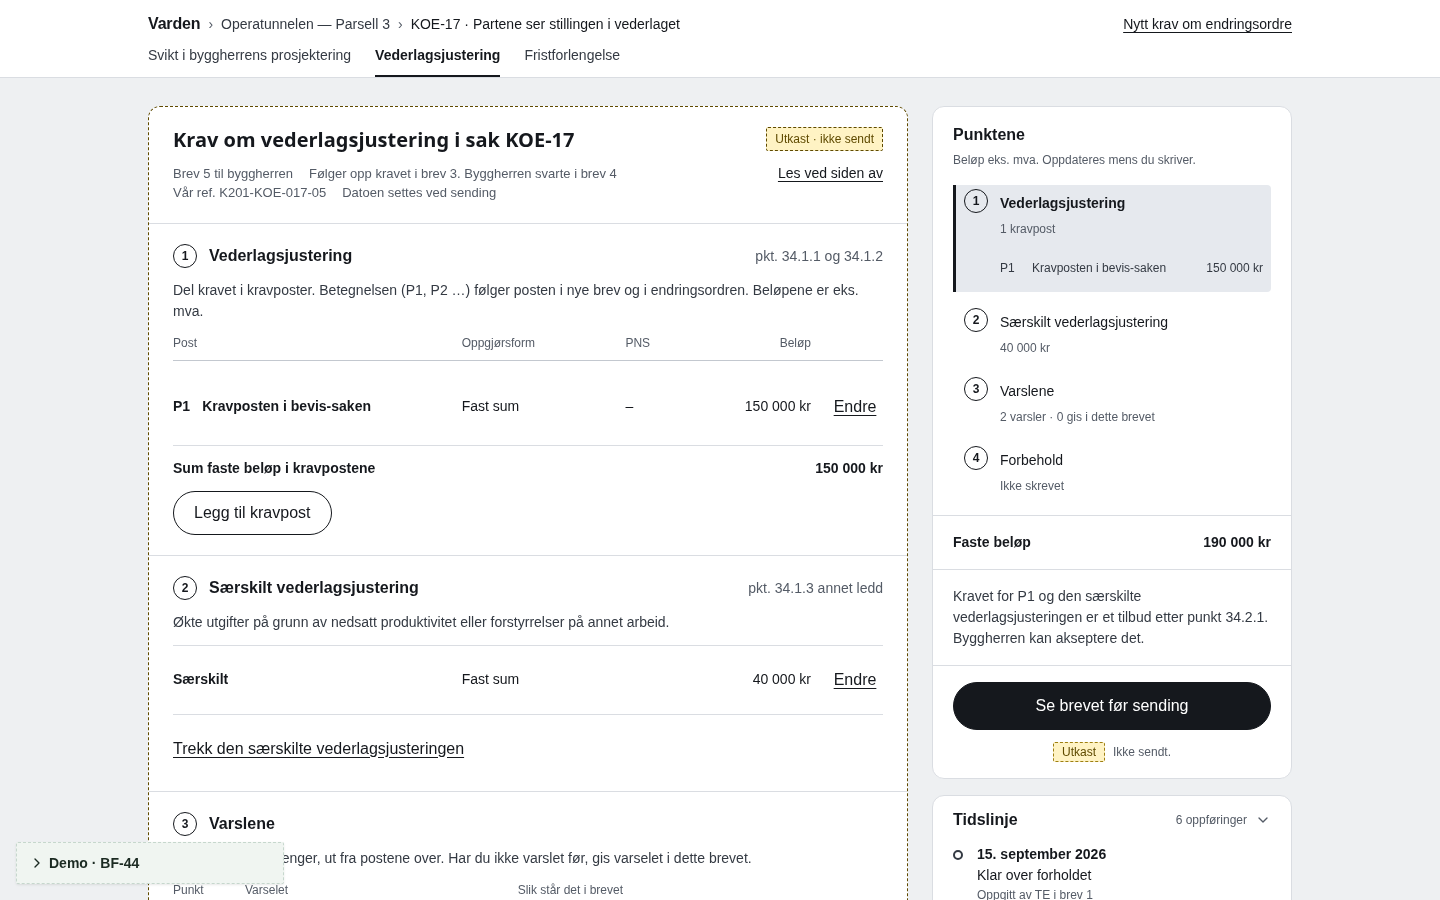 Varden › Operatunnelen — Parsell 3 › KOE-17 · Partene ser stillingen i vederlaget
Nytt krav om endringsordre
Svikt i byggherrens prosjektering Vederlagsjustering Fristforlengelse
Krav om vederlagsjustering i sak KOE-17
Utkast · ikke sendt
Brev 5 til byggherren Følger opp kravet i brev 3. Byggherren svarte i brev 4
Les ved siden av
Vår ref. K201-KOE-017-05 Datoen settes ved sending
1 Vederlagsjustering pkt. 34.1.1 og 34.1.2
Del kravet i kravposter. Betegnelsen (P1, P2 …) følger posten i nye brev og i endringsordren. Beløpene er eks.
mva.
Post Oppgjørsform PNS Beløp
P1 Kravposten i bevis-saken Fast sum – 150 000 kr Endre
Sum faste beløp i kravpostene 150 000 kr
Legg til kravpost
2 Særskilt vederlagsjustering pkt. 34.1.3 annet ledd
Økte utgifter på grunn av nedsatt produktivitet eller forstyrrelser på annet arbeid.
Særskilt Fast sum 40 000 kr Endre
Trekk den særskilte vederlagsjusteringen
3 Varslene
enger, ut fra postene over. Har du ikke varslet før, gis varselet i dette brevet.
Punkt Varselet Slik står det i brevet
Demo · BF-44
Punktene
Beløp eks. mva. Oppdateres mens du skriver.
1 Vederlagsjustering
1 kravpost
P1 Kravposten i bevis-saken 150 000 kr
2 Særskilt vederlagsjustering
40 000 kr
3 Varslene
2 varsler · 0 gis i dette brevet
4 Forbehold
Ikke skrevet
Faste beløp 190 000 kr
Kravet for P1 og den særskilte
vederlagsjusteringen er et tilbud etter punkt 34.2.1.
Byggherren kan akseptere det.
Se brevet før sending
Utkast Ikke sendt.
Tidslinje 6 oppføringer
15. september 2026
Klar over forholdet
Oppgitt av TE i brev 1